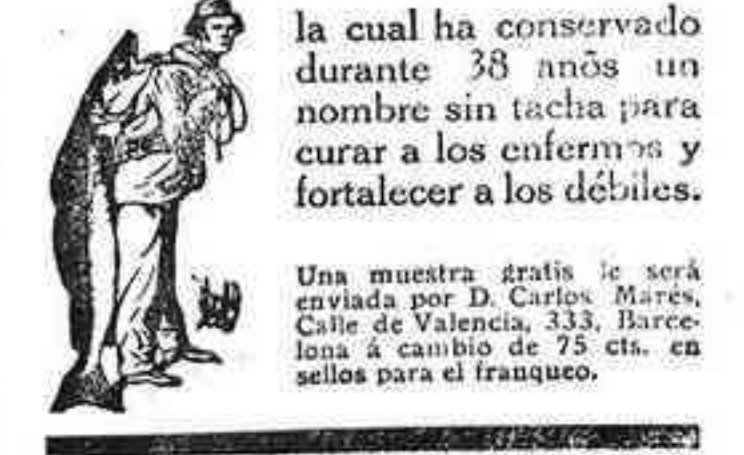 la cual ha conservado
durante 38 anõs un
nombre sin tacha para
curar a los enfermos y
fortalecer a los débiles.
Una muestra gratis le será
enviada por D. Carlos Marés,
Calle de Valencia, 333, Barce-
lona á cambio de 75 cts. en
sellos para el franqueo.